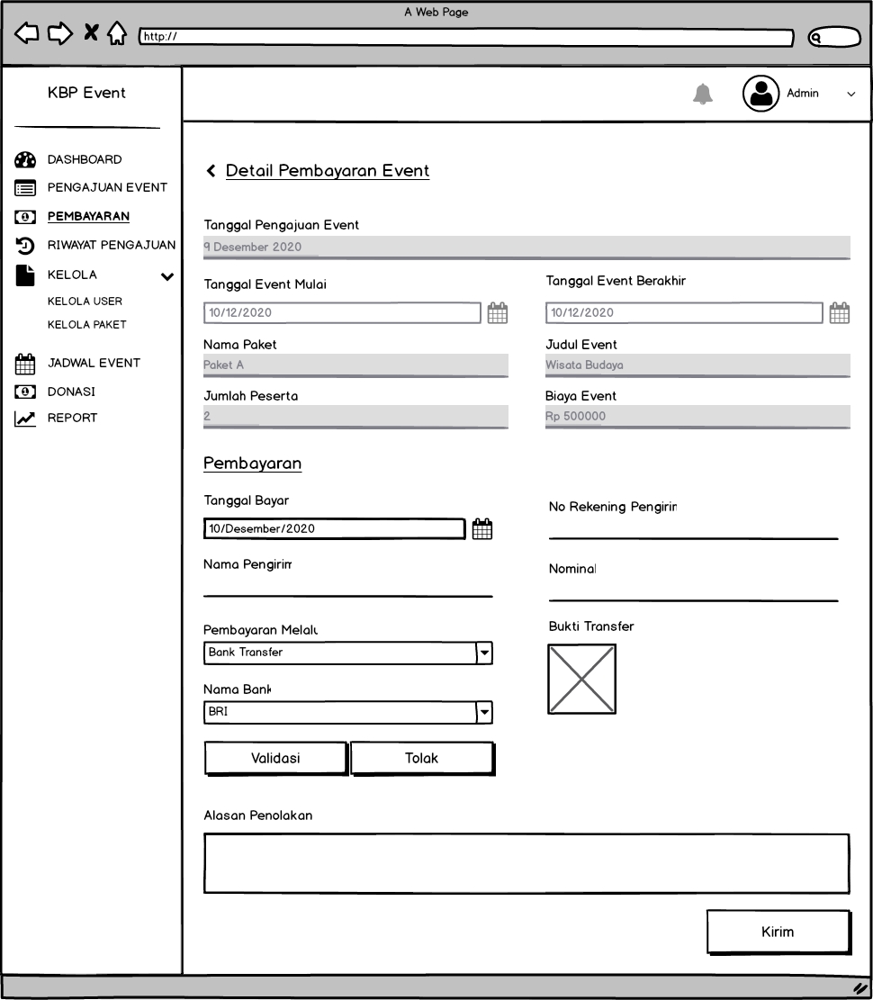 A Web Page
http://
KBP Event
Admin
DASHBOARD
PENGAJUAN EVENT
PEMBAYARAN
RIWAYAT PENGAJUAN
KELOLA
KELOLA USER
KELOLA PAKET
JADWAL EVENT
DONASI
REPORT
Detail Pembayaran Event
Tanggal Pengajuan Event
9 Desember 2020
Tanggal Event Mulai
Tanggal Event Berakhir
10/12/2020
10/12/2020
Nama Paket
Judul Event
Paket A
Wisata Budaya
Jumlah Peserta
Biaya Event
2
Rp 500000
Pembayaran
Tanggal Bayar
No Rekening Pengirim
10/Desember/2020
Nama Pengirim
Nominal
Pembayaran Melalu
Bukti Transfer
Bank Transfer
Nama Bank
BRI
Validasi
Tolak
Alasan Penolakan
Kirim